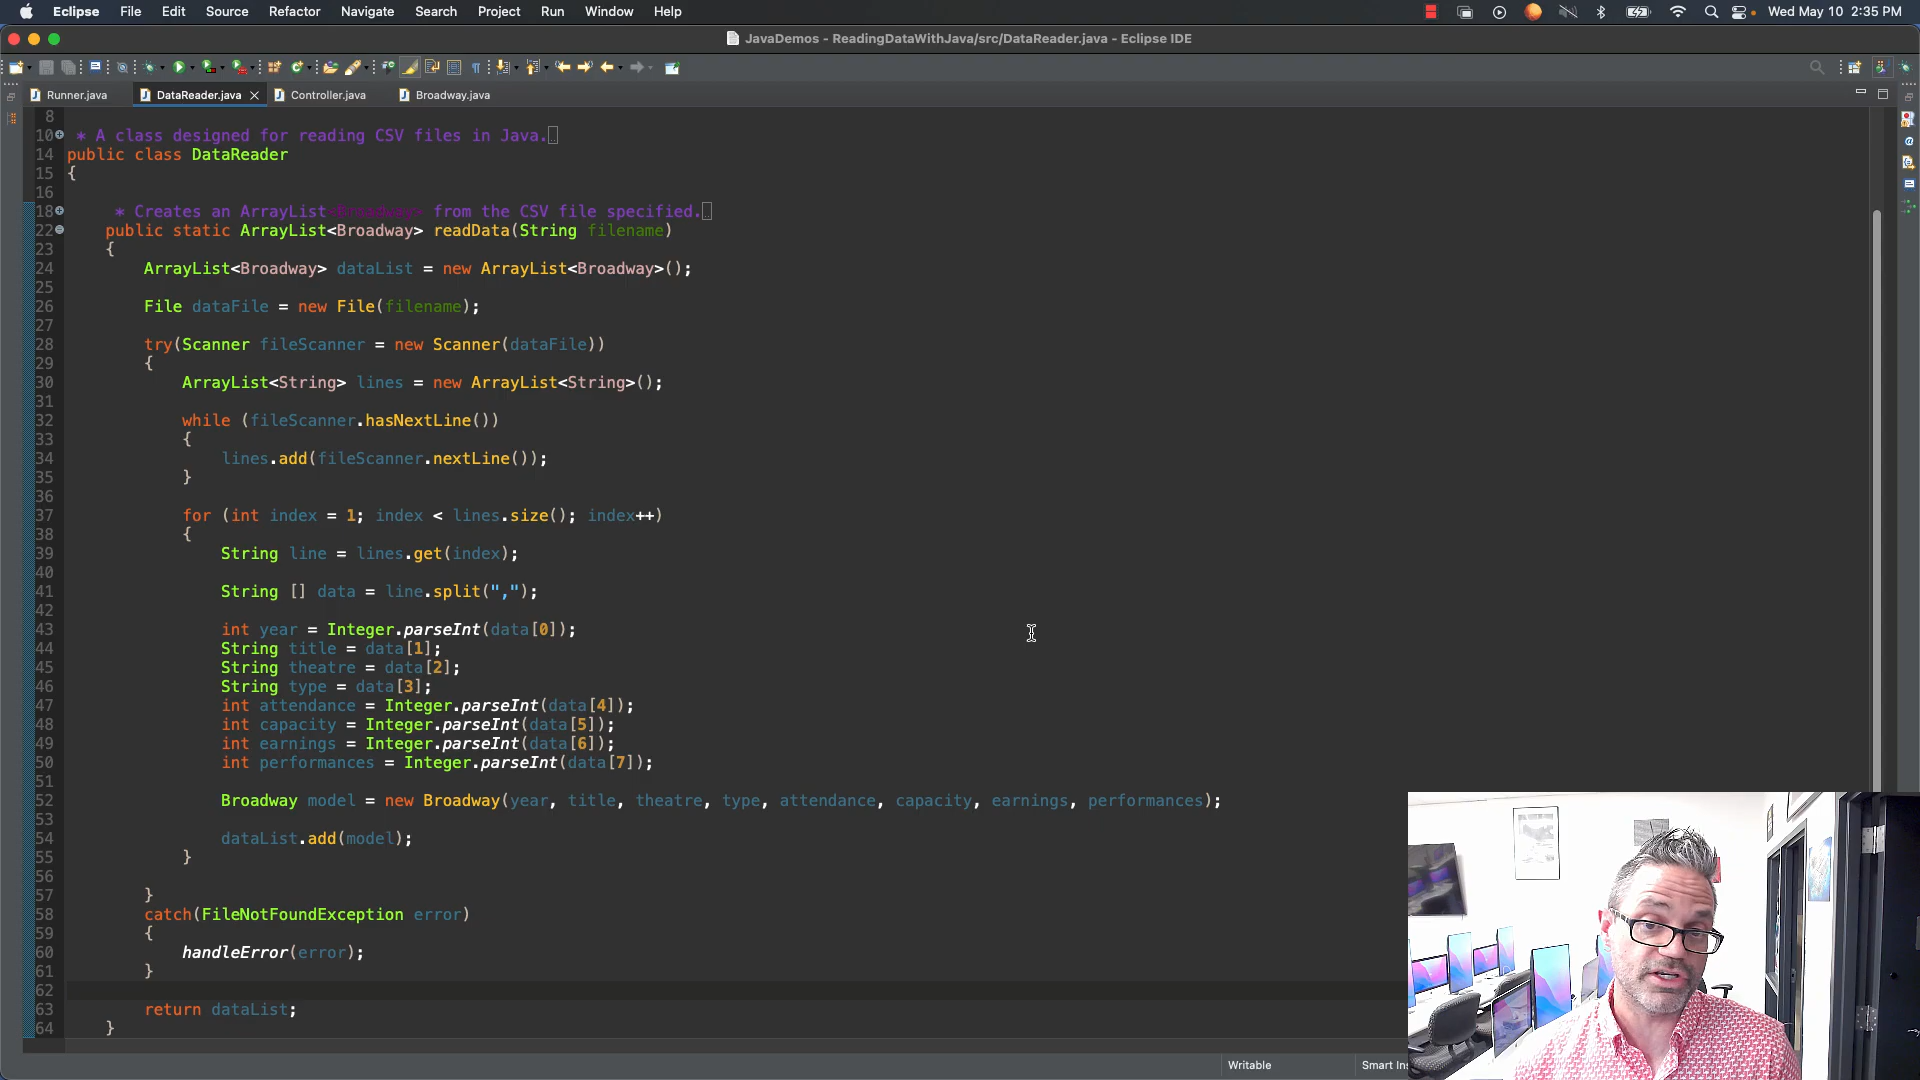 Eclipse File Edit Source Refactor Navigate Search Project Run Window Help Wed May 10 2:35 PM
JavaDemos - ReadingDataWithJava/src/DataReader.java - Eclipse IDE
Runner.java DataReader.java Controller.java Broadway.java
8
10 * A class designed for reading CSV files in Java.
14 public class DataReader
15 {
16
18 * Creates an ArrayList<Broadway> from the CSV file specified.
22 public static ArrayList<Broadway> readData(String filename)
23 {
24 ArrayList<Broadway> dataList = new ArrayList<Broadway>();
25
26 File dataFile = new File(filename);
27
28 try(Scanner fileScanner = new Scanner(dataFile))
29 {
30 ArrayList<String> lines = new ArrayList<String>();
31
32 while (fileScanner.hasNextLine())
33 {
34 lines.add(fileScanner.nextLine());
35 }
36
37 for (int index = 1; index < lines.size(); index++)
38 {
39 String line = lines.get(index);
40
41 String [] data = line.split(",");
42
43 int year = Integer.parseInt(data[0]);
44 String title = data[1];
45 String theatre = data[2];
46 String type = data[3];
47 int attendance = Integer.parseInt(data[4]);
48 int capacity = Integer.parseInt(data[5]);
49 int earnings = Integer.parseInt(data[6]);
50 int performances = Integer.parseInt(data[7]);
51
52 Broadway model = new Broadway(year, title, theatre, type, attendance, capacity, earnings, performances);
53
54 dataList.add(model);
55 }
56
57 }
58 catch(FileNotFoundException error)
59 {
60 handleError(error);
61 }
62
63 return dataList;
64 }
Writable Smart Ins